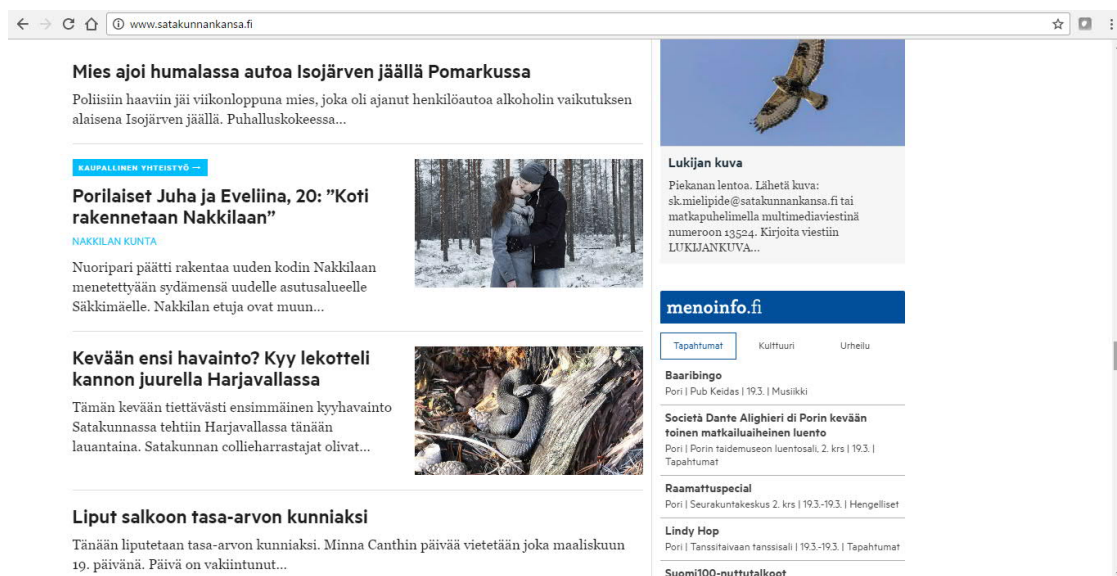 www.satakunnankansa.fi
Mies ajoi humalassa autoa Isojärven jäällä Pomarkussa
Poliisiin haaviin jäi viikonloppuna mies, joka oli ajanut henkilöautoa alkoholin vaikutuksen
alaisena Isojärven jäällä. Puhalluskokeessa...
KAUPALLINEN YHTEISTYÖ →
Porilaiset Juha ja Eveliina, 20: ”Koti
rakennetaan Nakkilaan”
NAKKILAN KUNTA
Nuoripari päätti rakentaa uuden kodin Nakkilaan
menetettyään sydämensä uudelle asutusalueelle
Säkkimäelle. Nakkilan etuja ovat muun...
Kevään ensi havainto? Kyy lekotteli
kannon juurella Harjavallassa
Tämän kevään tiettävästi ensimmäinen kyyhavainto
Satakunnassa tehtiin Harjavallassa tänään
lauantaina. Satakunnan collieharrastajat olivat...
Liput salkoon tasa-arvon kunniaksi
Tänään liputetaan tasa-arvon kunniaksi. Minna Canthin päivää vietetään joka maaliskuun
19. päivänä. Päivä on vakiintunut...
Lukijan kuva
Piekanan lentoa. Lähetä kuva:
sk.mielipide@satakunnankansa.fi tai
matkapuhelimella multimediaviestinä
numeroon 13524. Kirjoita viestiin
LUKIJANKUVA...
menoinfo.fi
Tapahtumat Kulttuuri Urheilu
Baaribingo
Pori | Pub Keidas | 19.3. | Musiikki
Società Dante Alighieri di Porin kevään
toinen matkailuaiheinen luento
Pori | Porin taidemuseon luentosali, 2. krs | 19.3. |
Tapahtumat
Raamattuspecial
Pori | Seurakuntakeskus 2. krs | 19.3.-19.3. | Hengelliset
Lindy Hop
Pori | Tanssitaivaan tanssisali | 19.3.-19.3. | Tapahtumat
Suomi100-nuttutalkoot